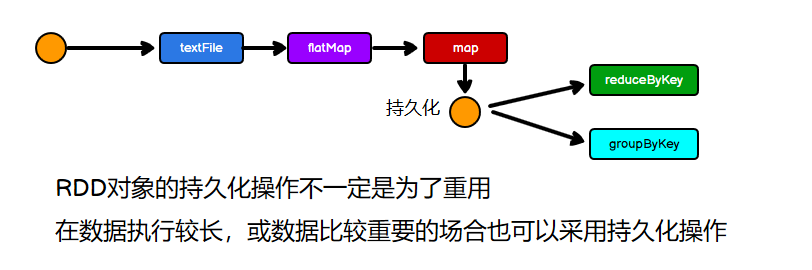 textFile
flatMap
map
持久化
reduceByKey
groupByKey
RDD对象的持久化操作不一定是为了重用
在数据执行较长，或数据比较重要的场合也可以采用持久化操作